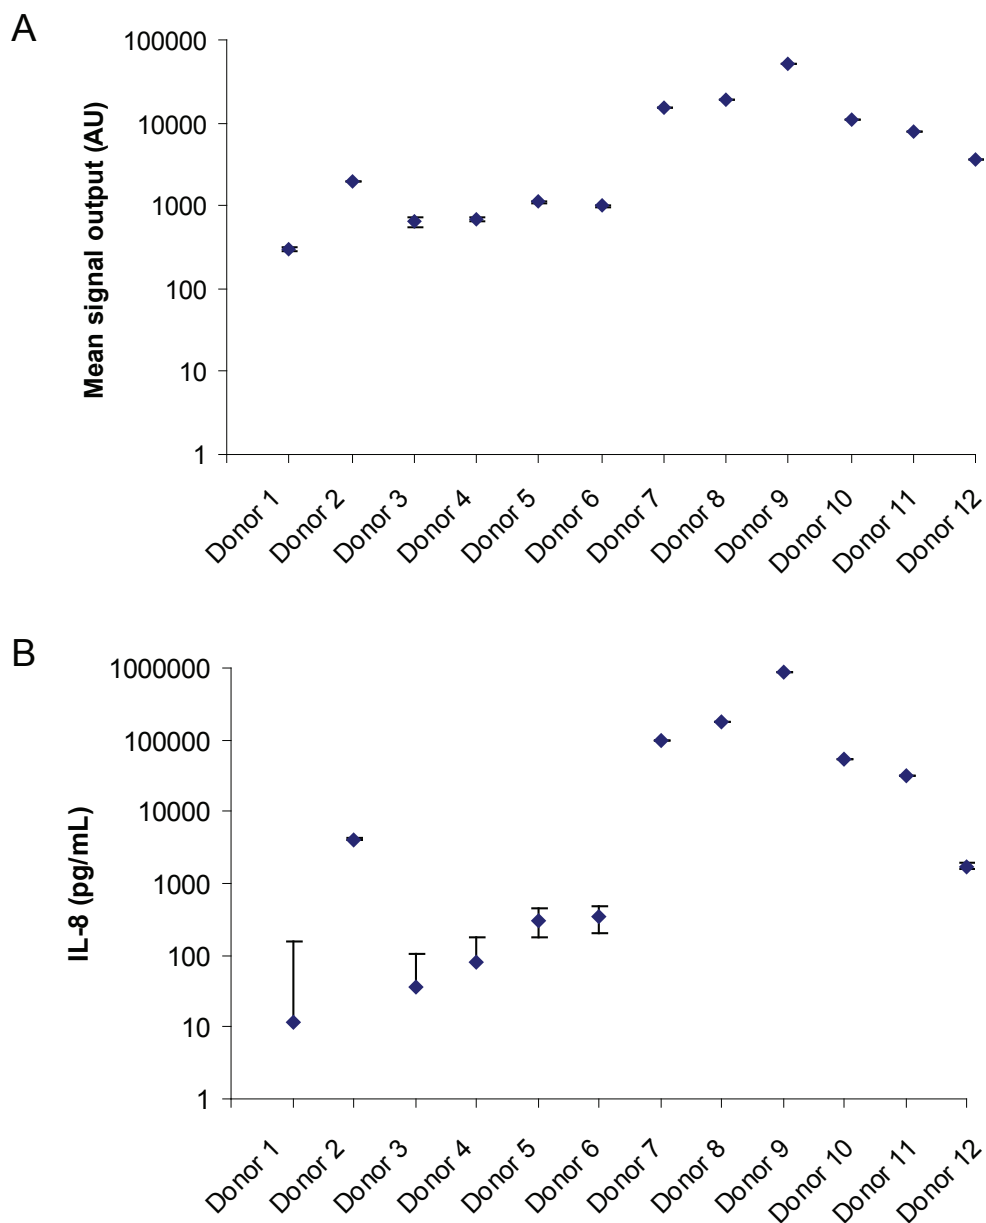 A
100000
10000
1000
100
10
1
Mean signal output (AU)
Donor 1
Donor 2
Donor 3
Donor 4
Donor 5
Donor 6
Donor 7
Donor 8
Donor 9
Donor 10
Donor 11
Donor 12
B
1000000
100000
10000
1000
100
10
1
IL-8 (pg/mL)
Donor 1
Donor 2
Donor 3
Donor 4
Donor 5
Donor 6
Donor 7
Donor 8
Donor 9
Donor 10
Donor 11
Donor 12